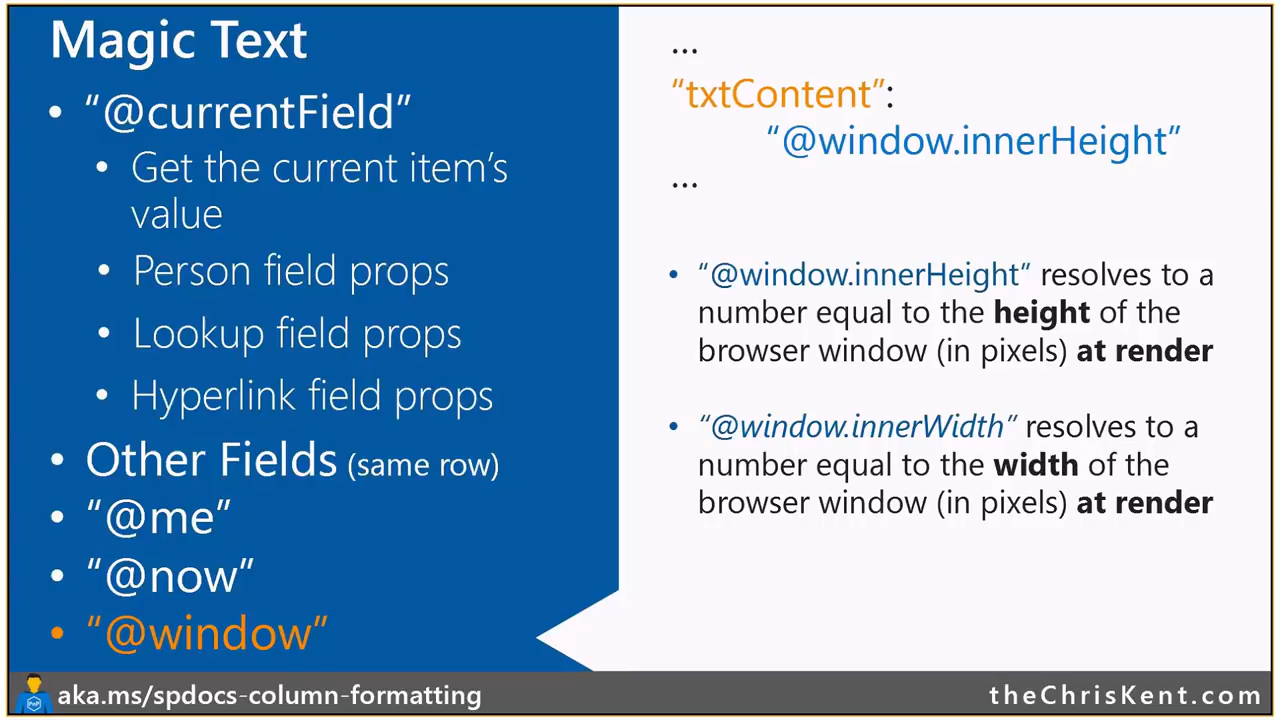 Magic Text
• “@currentField”
• Get the current item’s
value
• Person field props
• Lookup field props
• Hyperlink field props
• Other Fields (same row)
• “@me”
• “@now”
• “@window”
...
“txtContent”:
“@window.innerHeight”
...
• “@window.innerHeight” resolves to a
number equal to the height of the
browser window (in pixels) at render
• “@window.innerWidth” resolves to a
number equal to the width of the
browser window (in pixels) at render
aka.ms/spdocs-column-formatting
theChrisKent.com